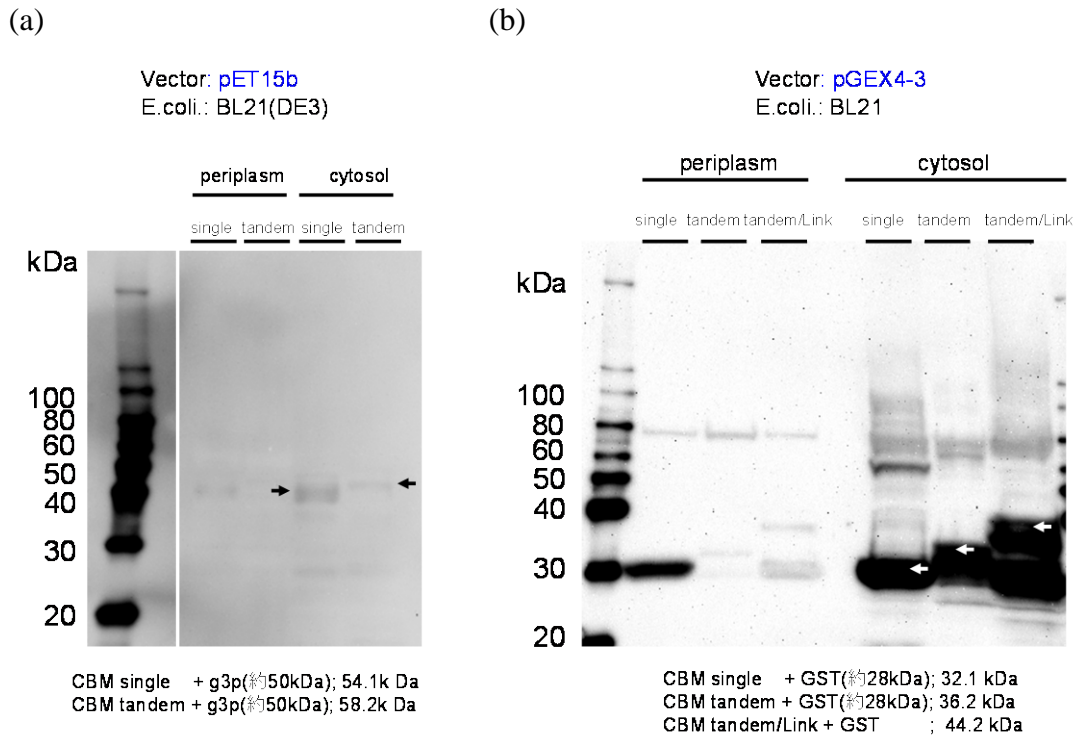 (a)
Vector: pET15b
E.coli.: BL21(DE3)
periplasm cytosol
single tandem single tandem
kDa
100
80
60
50
40
30
20
CBM single + g3p(約50kDa); 54.1k Da
CBM tandem + g3p(約50kDa); 58.2k Da
(b)
Vector: pGEX4-3
E.coli.: BL21
periplasm cytosol
single tandem tandem/Link single tandem tandem/Link
kDa
100
80
60
50
40
30
20
CBM single + GST(約28kDa); 32.1 kDa
CBM tandem + GST(約28kDa); 36.2 kDa
CBM tandem/Link + GST ; 44.2 kDa